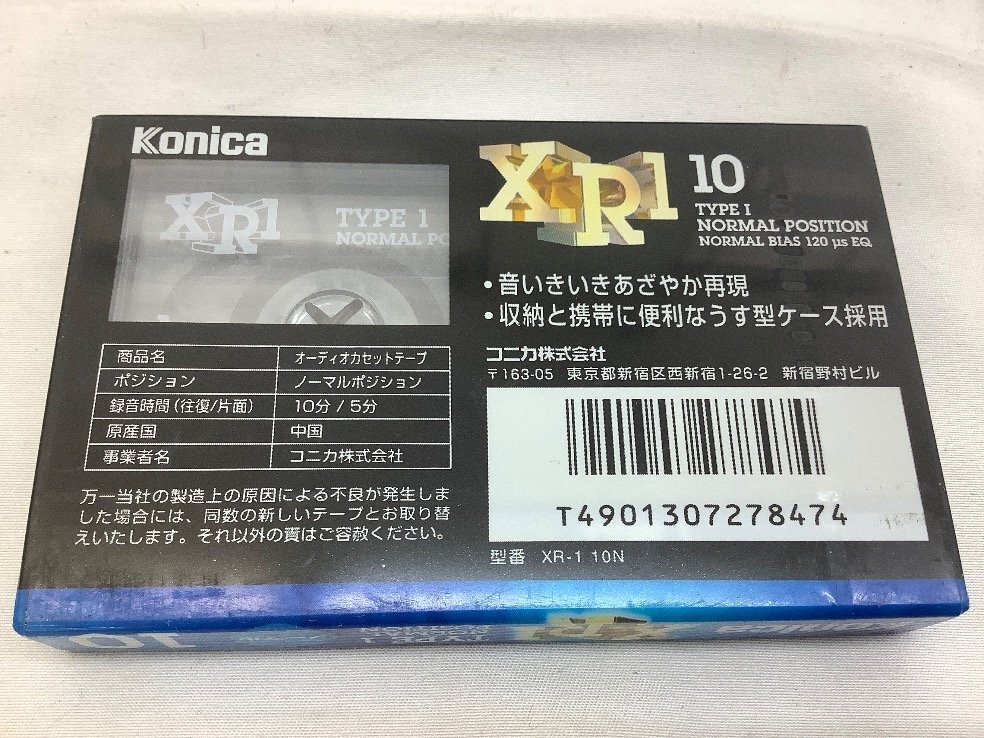 Konica
XR1
TYPE 1
NORMAL PO
XR1 10
TYPE I
NORMAL POSITION
NORMAL BIAS 120 µs EQ.
・音いきいきあざやか再現
・収納と携帯に便利なうす型ケース採用
コニカ株式会社
〒163-05 東京都新宿区西新宿1-26-2 新宿野村ビル
商品名 オーディオカセットテープ
ポジション ノーマルポジション
録音時間(往復/片面) 10分/5分
原産国 中国
事業者名 コニカ株式会社
万一当社の製造上の原因による不良が発生しま
した場合には、同数の新しいテープとお取り替
えいたします。それ以外の責はご容赦ください。
T4901307278474
型番 XR-1 10N
10